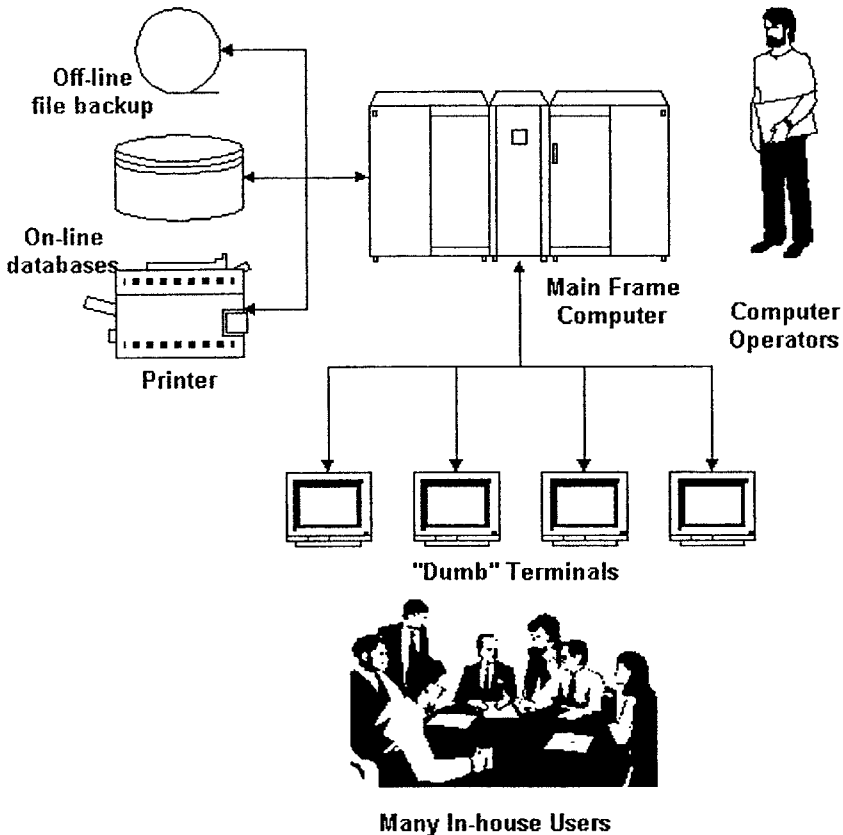 Off-line
file backup
On-line
databases
Printer
Main Frame
Computer
Computer
Operators
"Dumb" Terminals
Many In-house Users